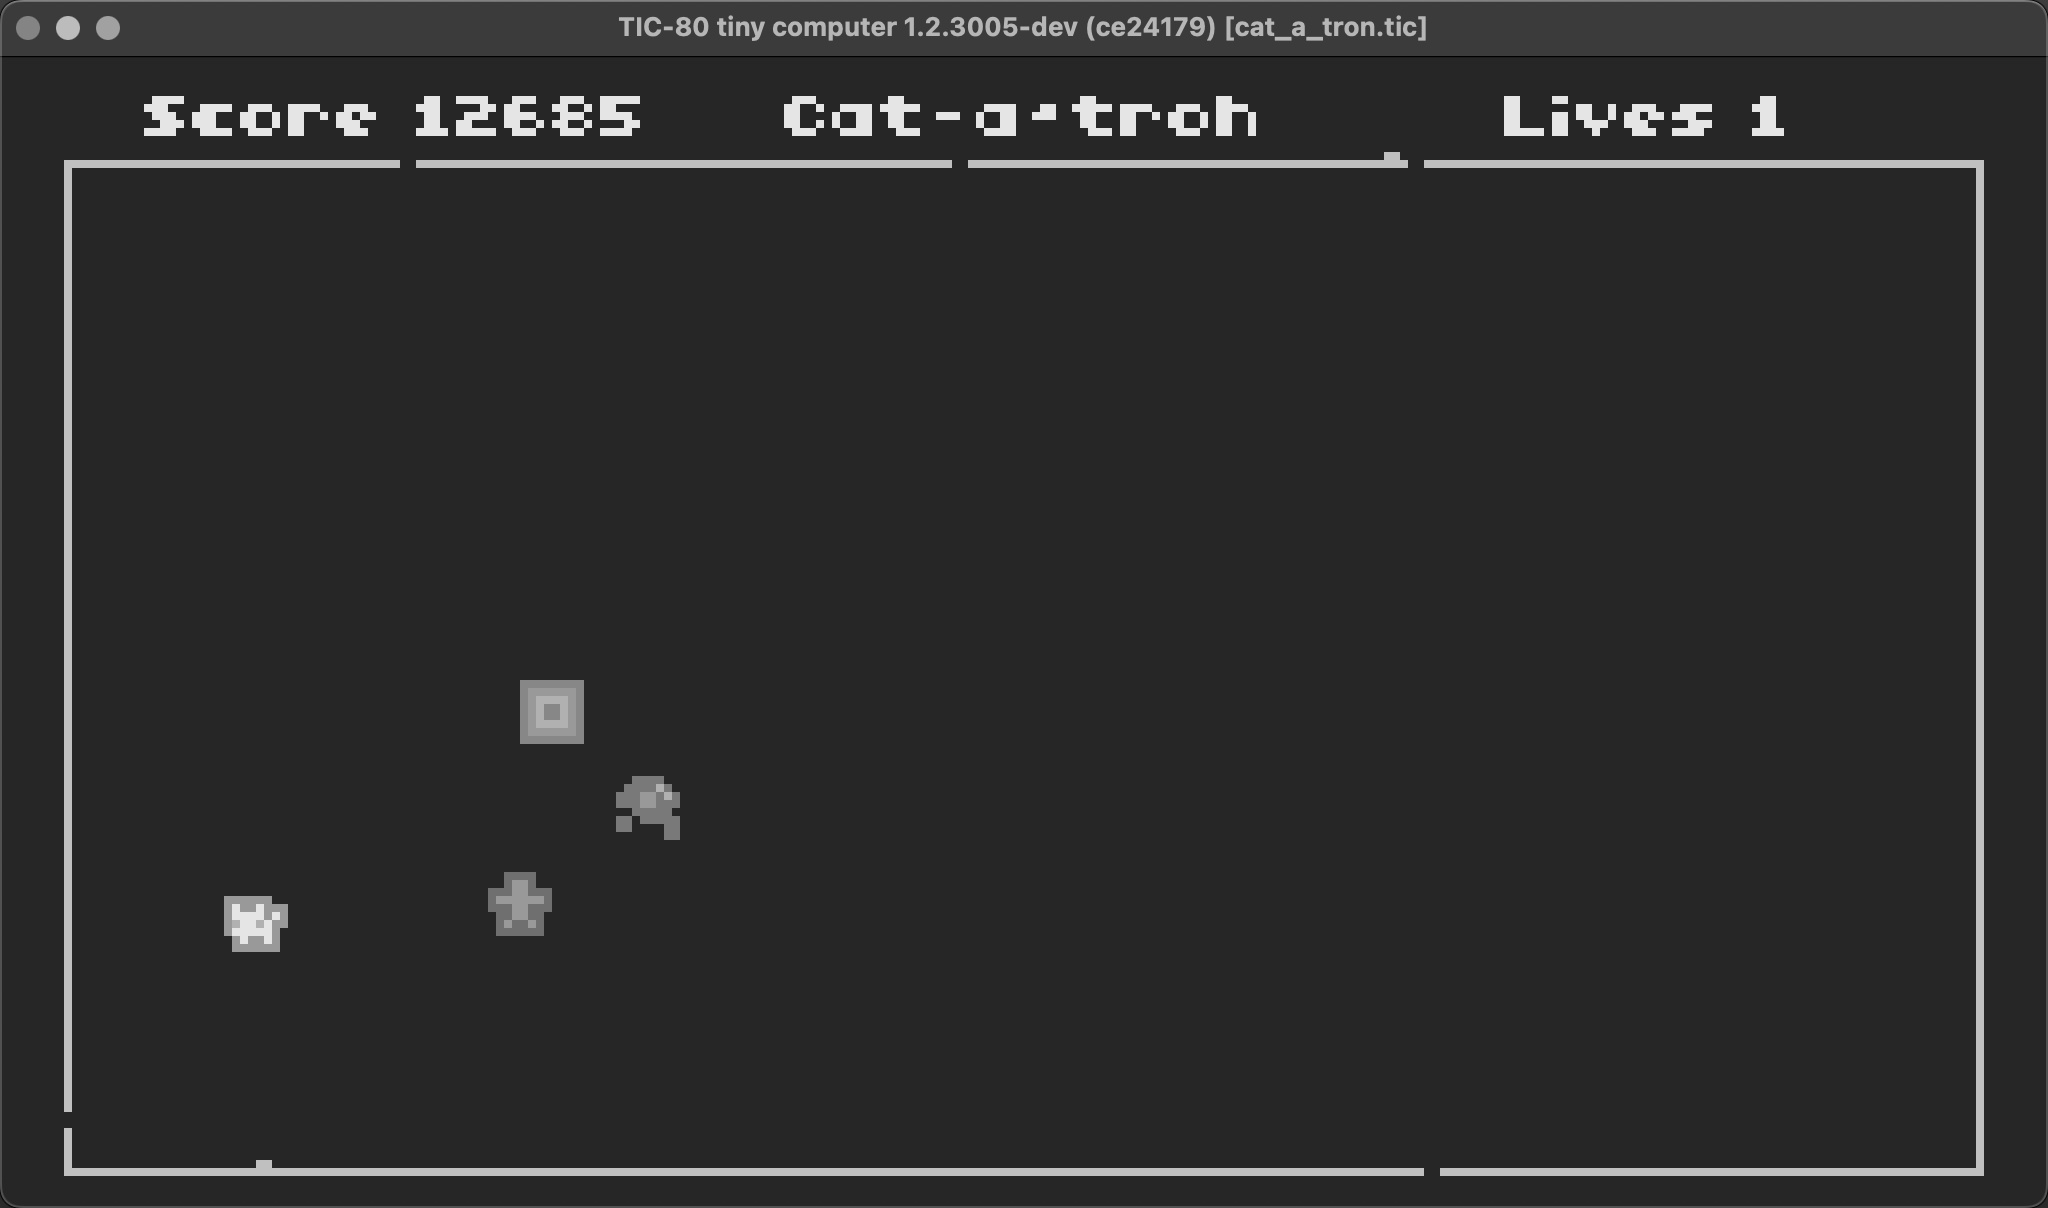 TIC-80 tiny computer 1.2.3005-dev (ce24179) [cat_a_tron.tic]
Score 12685 Cat-a-tron Lives 1